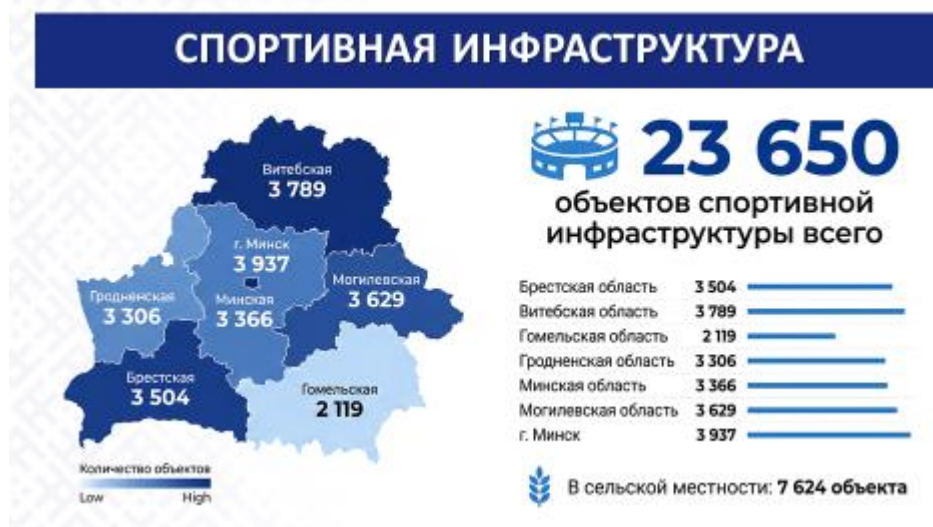 СПОРТИВНАЯ ИНФРАСТРУКТУРА
Витебская
3 789
г. Минск
3 937
Могилевская
3 629
Гродненская
3 306
Минская
3 366
Брестская
3 504
Гомельская
2 119
Количество объектов
Low High
23 650
объектов спортивной
инфраструктуры всего
Брестская область 3 504
Витебская область 3 789
Гомельская область 2 119
Гродненская область 3 306
Минская область 3 366
Могилевская область 3 629
г. Минск 3 937
В сельской местности: 7 624 объекта